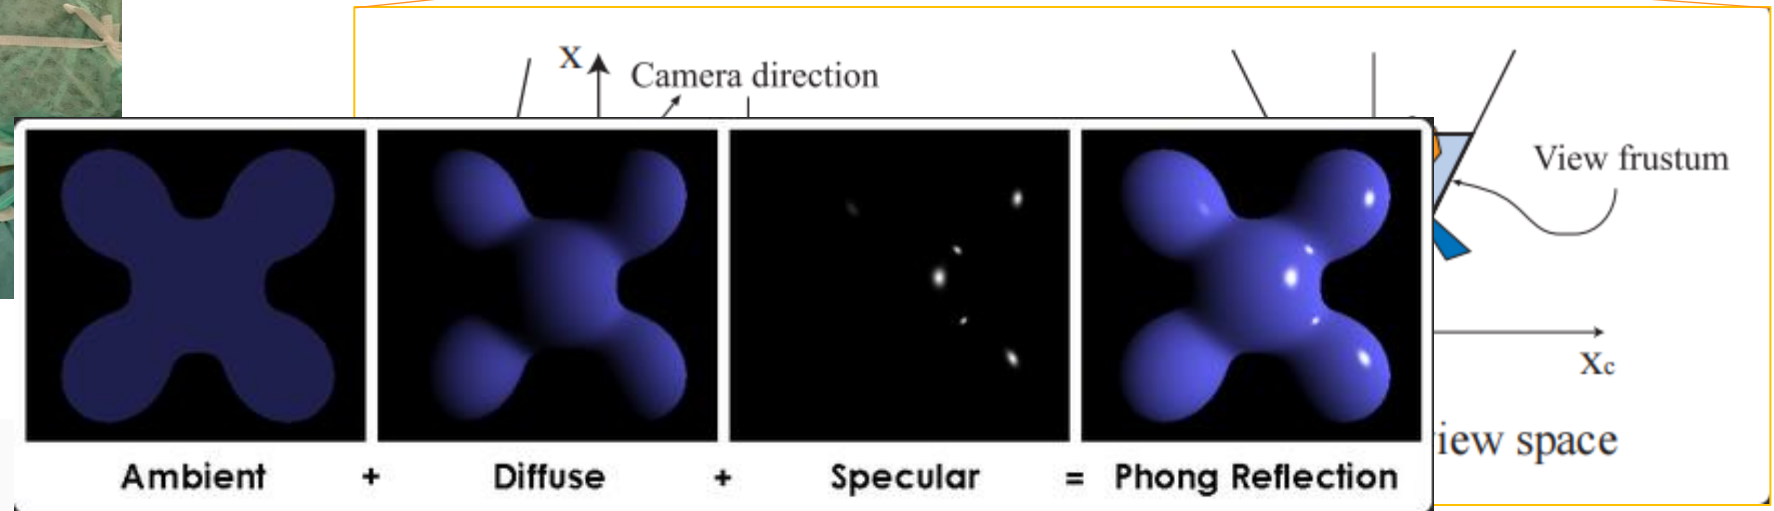 X
Camera direction
View frustum
Xc
iew space
Ambient + Diffuse + Specular = Phong Reflection